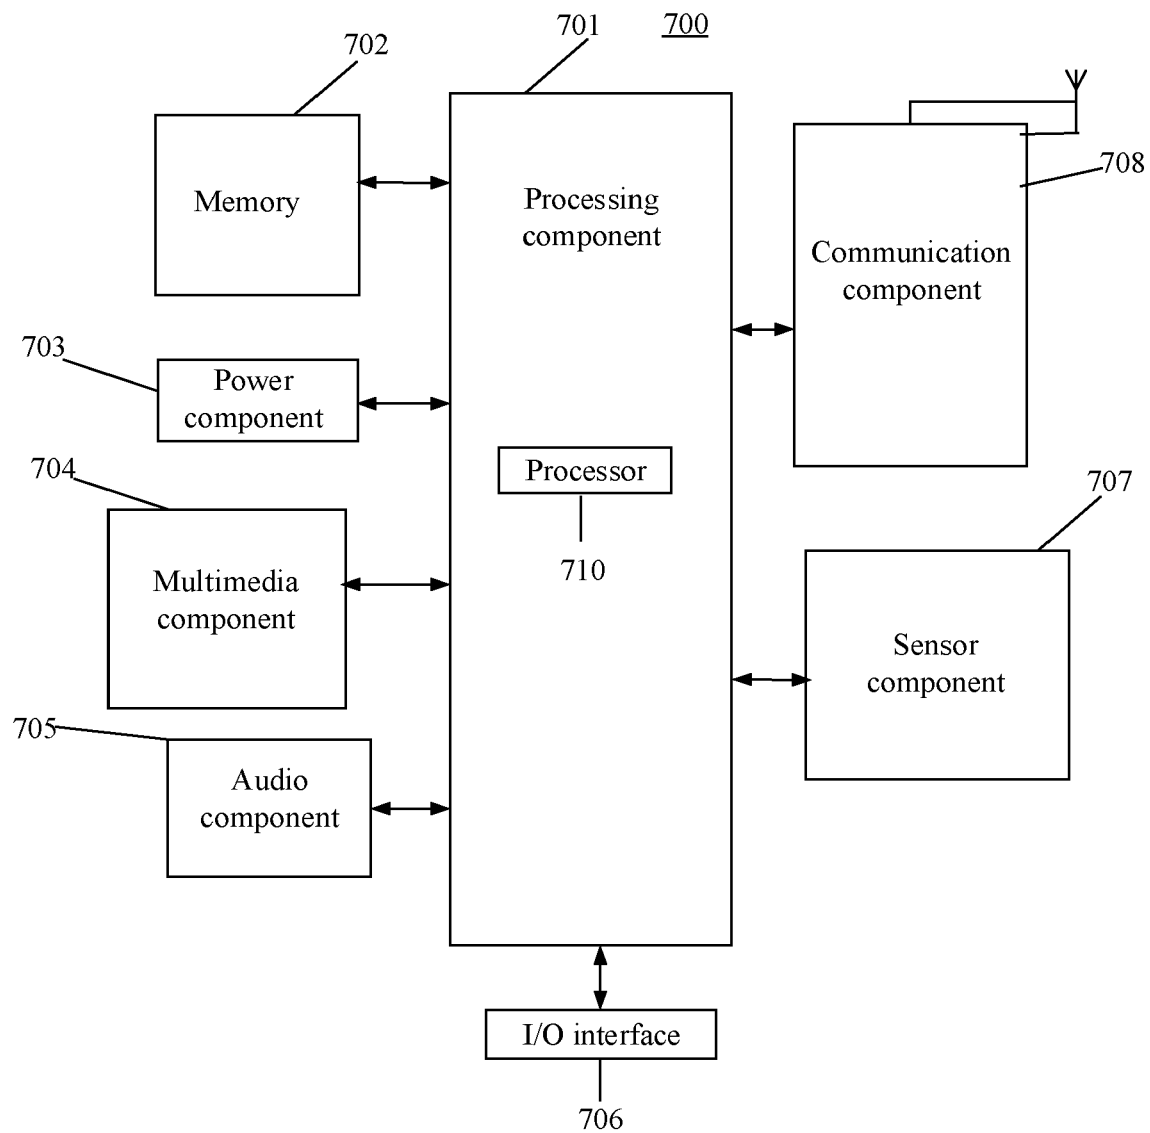 701
700
702
Memory
Processing
component
708
Communication
component
703
Power
component
704
Processor
710
707
Multimedia
component
Sensor
component
705
Audio
component
I/O interface
706